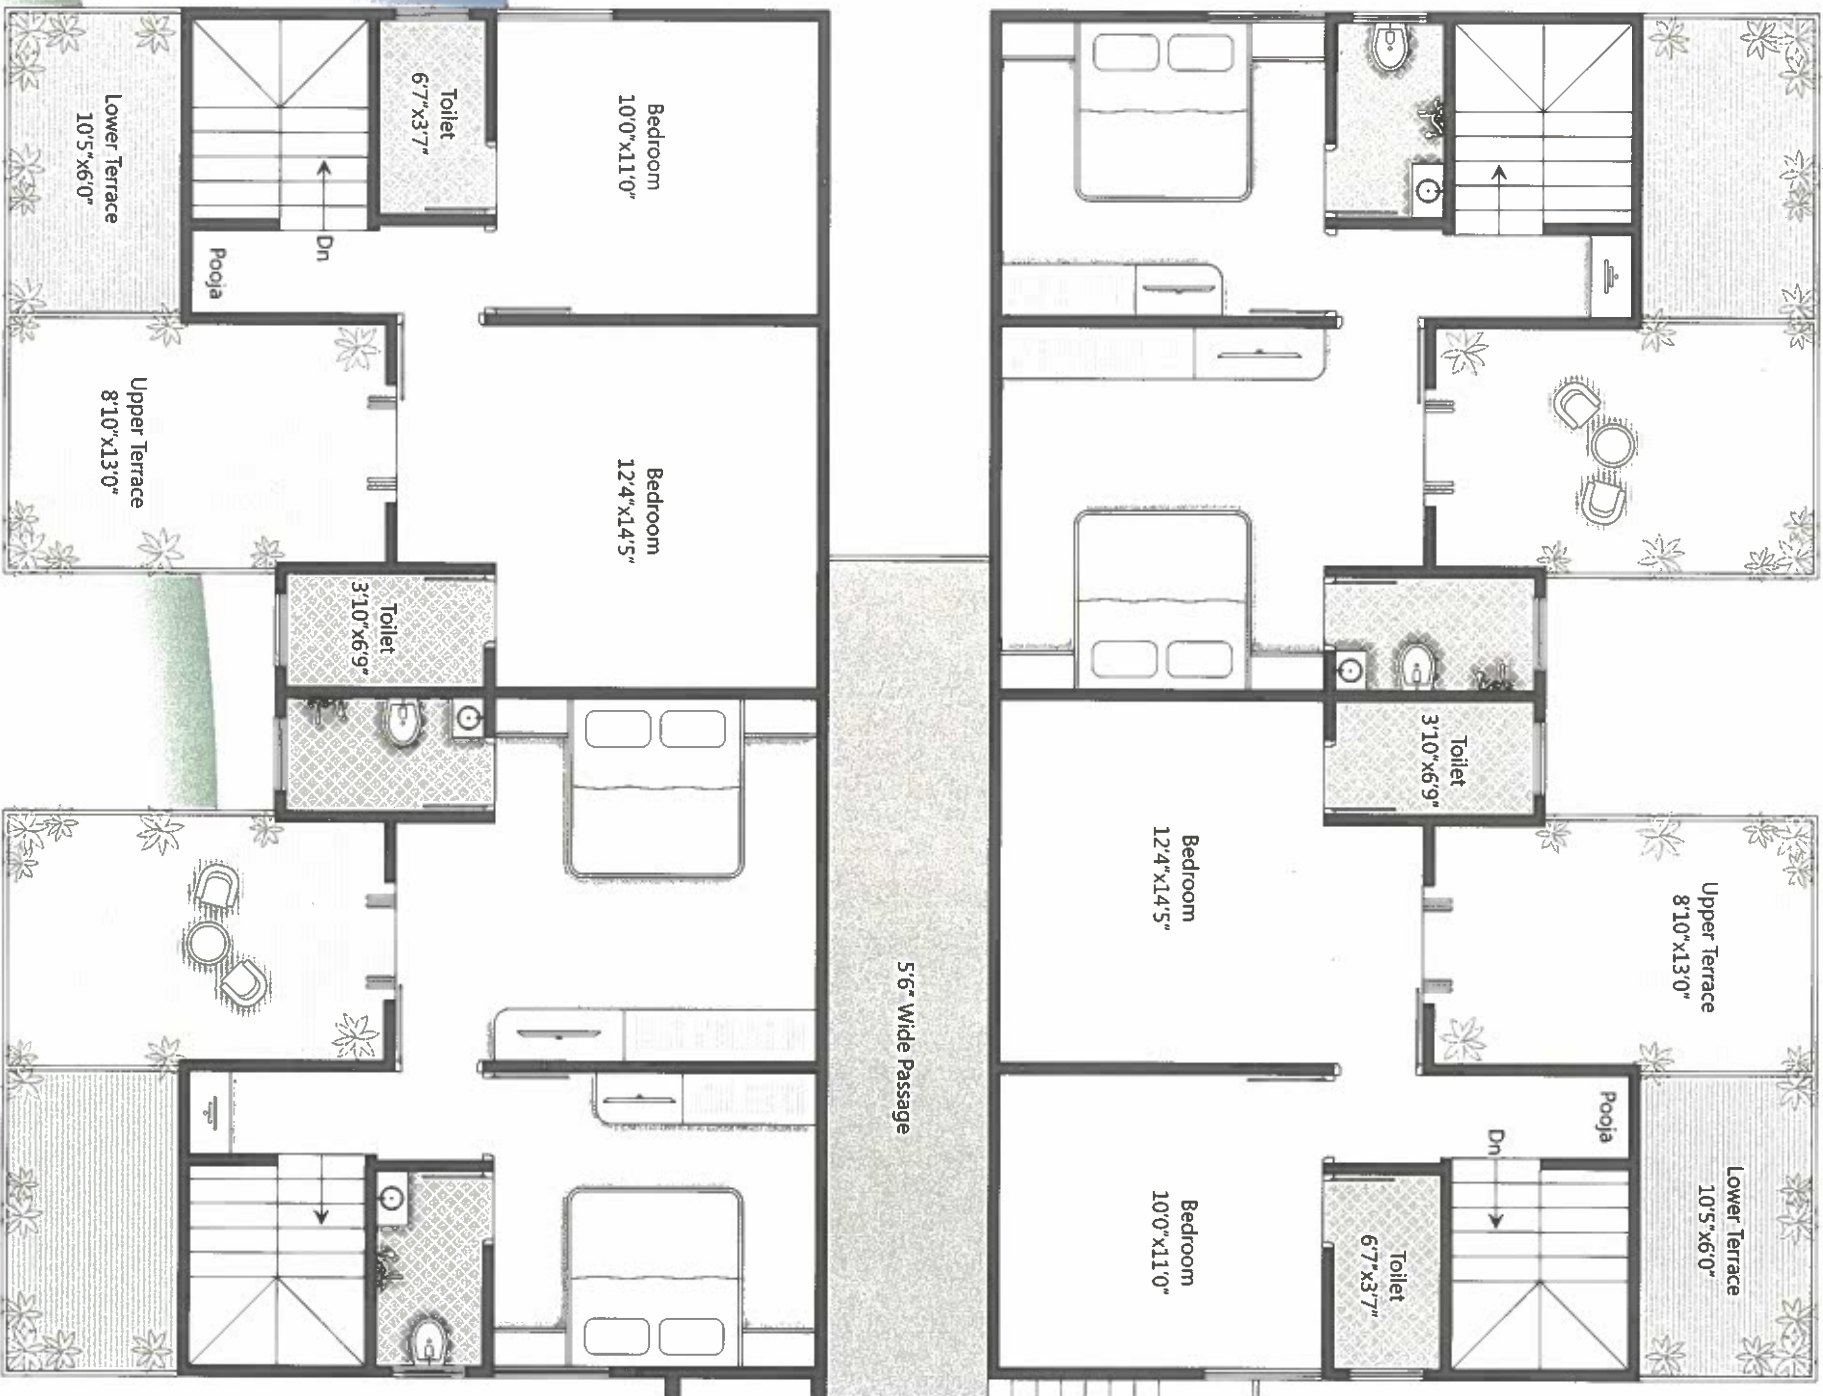 Lower Terrace
10'5"x6'0"
Toilet
6'7"x3'7"
Bedroom
10'0"x11'0"
Dn
Pooja
Upper Terrace
8'10"x13'0"
Bedroom
12'4"x14'5"
Toilet
3'10"x6'9"
5'6" Wide Passage
Toilet
3'10"x6'9"
Bedroom
12'4"x14'5"
Upper Terrace
8'10"x13'0"
Pooja
Dn
Bedroom
10'0"x11'0"
Toilet
6'7"x3'7"
Lower Terrace
10'5"x6'0"